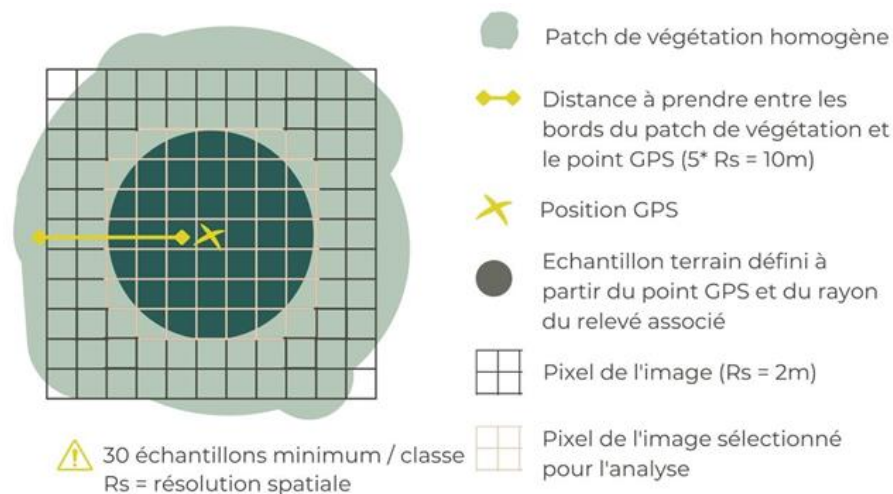 Patch de végétation homogène
Distance à prendre entre les
bords du patch de végétation et
le point GPS (5* Rs = 10m)
Position GPS
Echantillon terrain défini à
partir du point GPS et du rayon
du relevé associé
Pixel de l'image (Rs = 2m)
Pixel de l'image sélectionné
pour l'analyse
30 échantillons minimum / classe
Rs = résolution spatiale